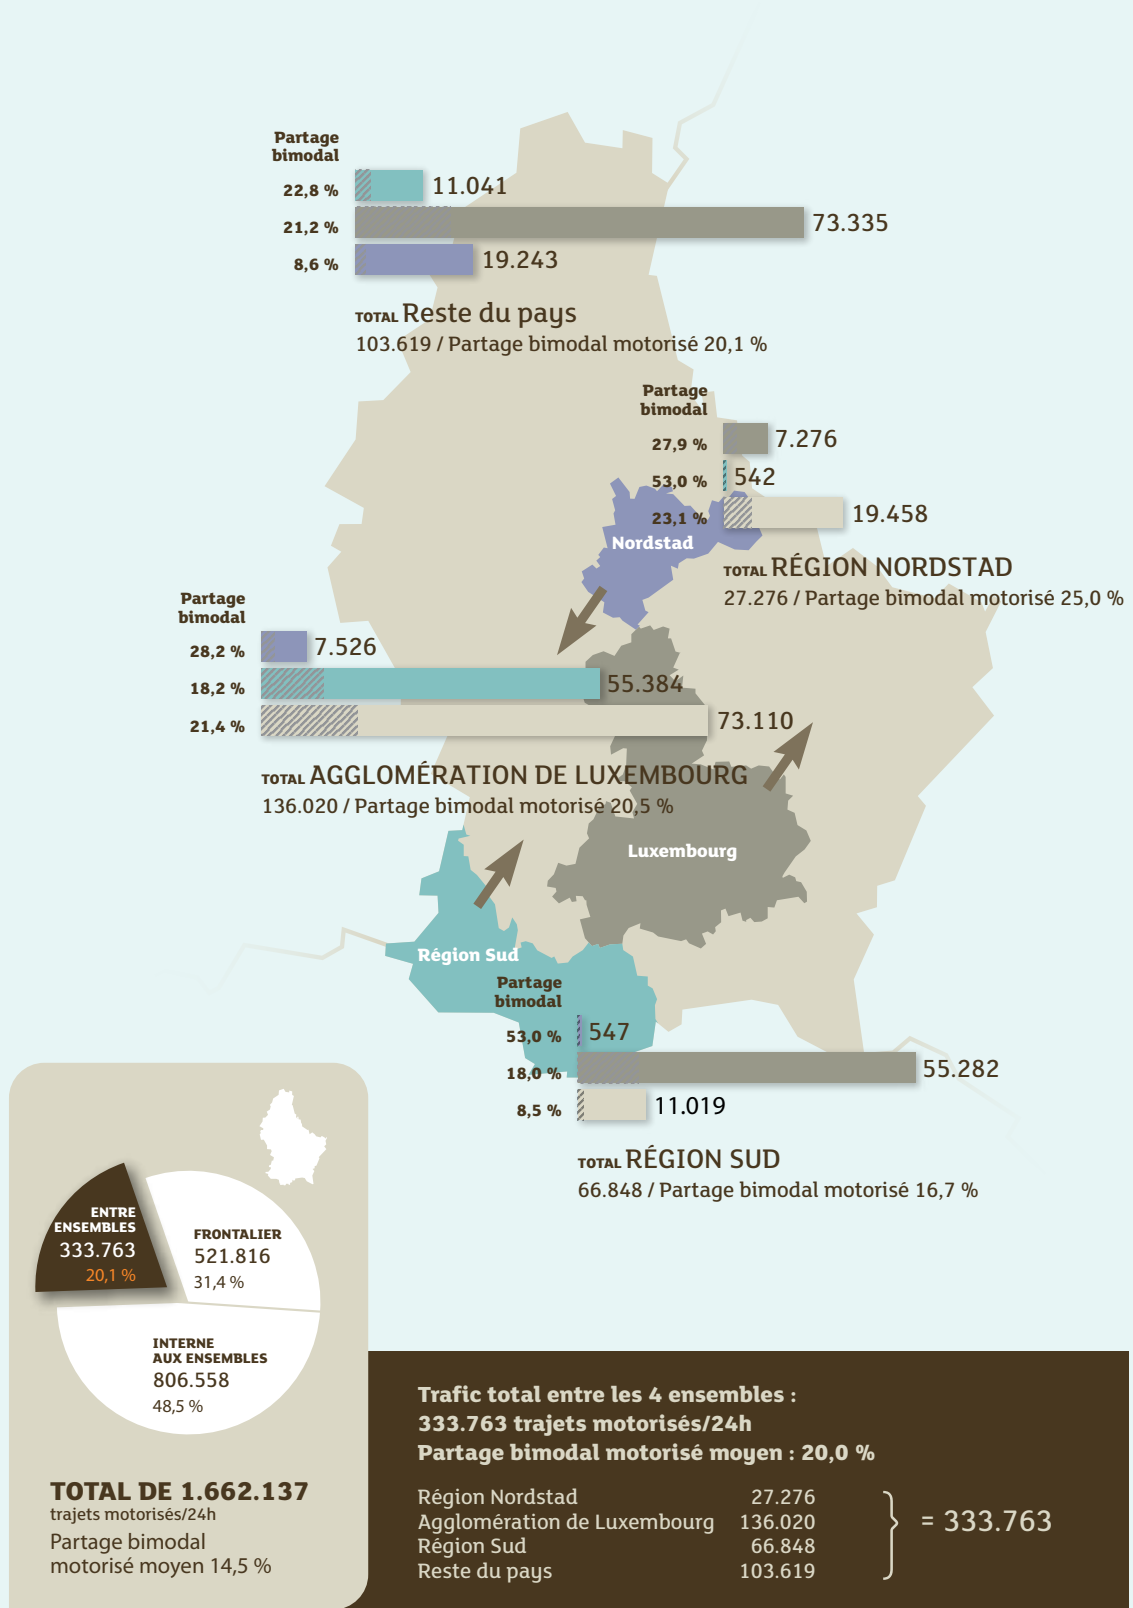 Partage
bimodal
22,8 % 11.041
21,2 % 73.335
8,6 % 19.243
TOTAL Reste du pays
103.619 / Partage bimodal motorisé 20,1 %
Partage
bimodal
27,9 % 7.276
53,0 % 542
23,1 % 19.458
Nordstad
TOTAL RÉGION NORDSTAD
27.276 / Partage bimodal motorisé 25,0 %
Partage
bimodal
28,2 % 7.526
18,2 % 55.384
21,4 % 73.110
TOTAL AGGLOMÉRATION DE LUXEMBOURG
136.020 / Partage bimodal motorisé 20,5 %
Luxembourg
Région Sud
Partage
bimodal
53,0 % 547
18,0 % 55.282
8,5 % 11.019
TOTAL RÉGION SUD
66.848 / Partage bimodal motorisé 16,7 %
ENTRE
ENSEMBLES
333.763
20,1 %
FRONTALIER
521.816
31,4 %
INTERNE
AUX ENSEMBLES
806.558
48,5 %
TOTAL DE 1.662.137
trajets motorisés/24h
Partage bimodal
motorisé moyen 14,5 %
Trafic total entre les 4 ensembles :
333.763 trajets motorisés/24h
Partage bimodal motorisé moyen : 20,0 %
Région Nordstad 27.276
Agglomération de Luxembourg 136.020
Région Sud 66.848
Reste du pays 103.619
= 333.763